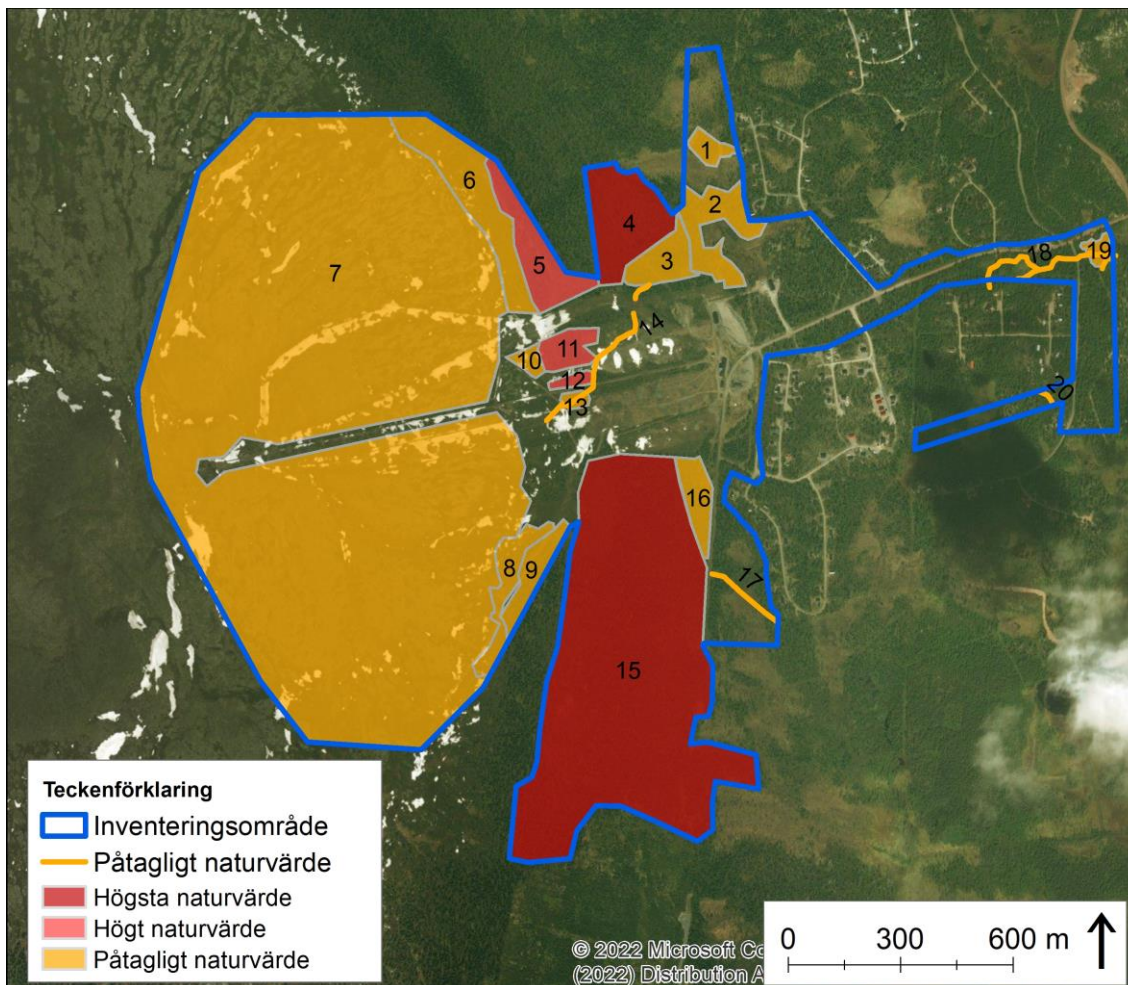 1
2
6
4
3
5
18
19
7
14
11
10
12
13
20
16
8
9
17
15
Teckenförklaring
Inventeringsområde
Påtagligt naturvärde
Högsta naturvärde
Högt naturvärde
Påtagligt naturvärde
© 2022 Microsoft
(2022) Distribution
0 300 600 m